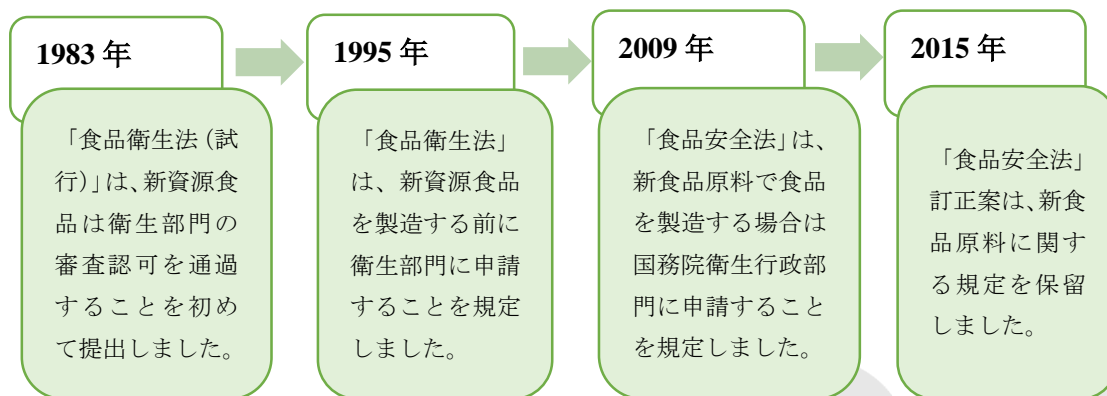 1983 年
「食品衛生法（試
行）」は、新資源食
品は衛生部門の
審査認可を通過
することを初め
て提出しました。
1995 年
「食品衛生法」
は、新資源食品
を製造する前に
衛生部門に申請
することを規定
しました。
2009 年
「食品安全法」は、
新食品原料で食品
を製造する場合は
国務院衛生行政部
門に申請すること
を規定しました。
2015 年
「食品安全法」
訂正案は、新食
品原料に関す
る規定を保留
しました。